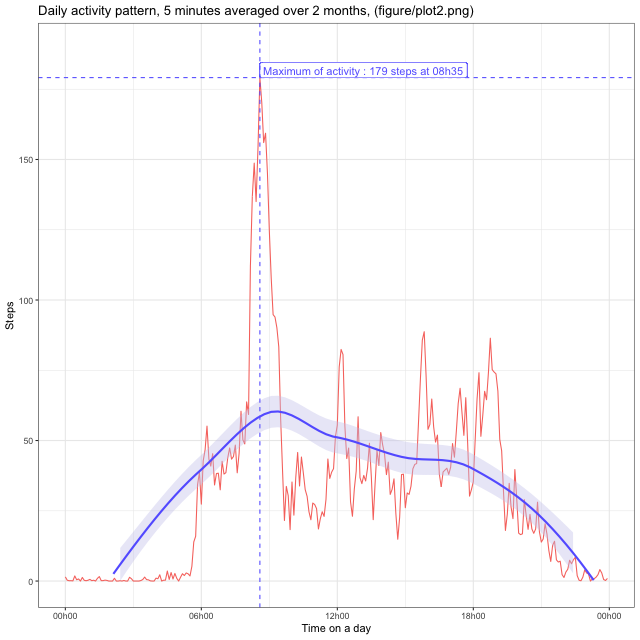 Daily activity pattern, 5 minutes averaged over 2 months, (figure/plot2.png)
Maximum of activity : 179 steps at 08h35
150
100
50
0
Steps
00h00 06h00 12h00 18h00 00h00
Time on a day